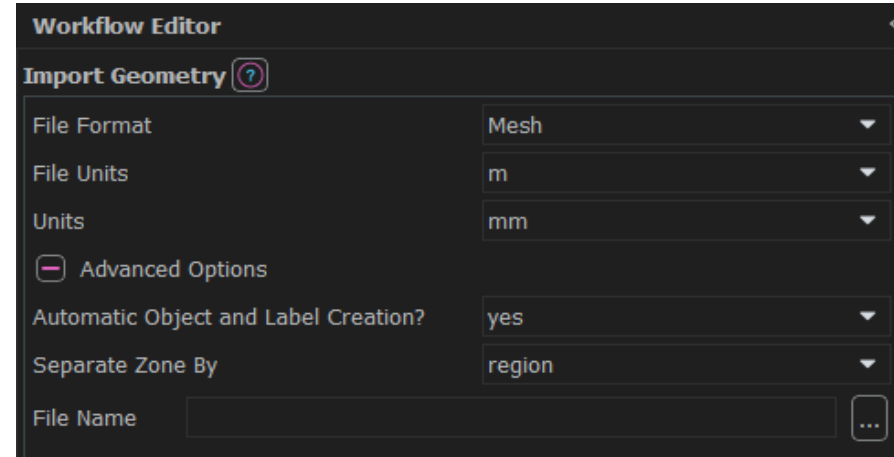 Workflow Editor
Import Geometry ?
File Format Mesh
File Units m
Units mm
Advanced Options
Automatic Object and Label Creation? yes
Separate Zone By region
File Name ...